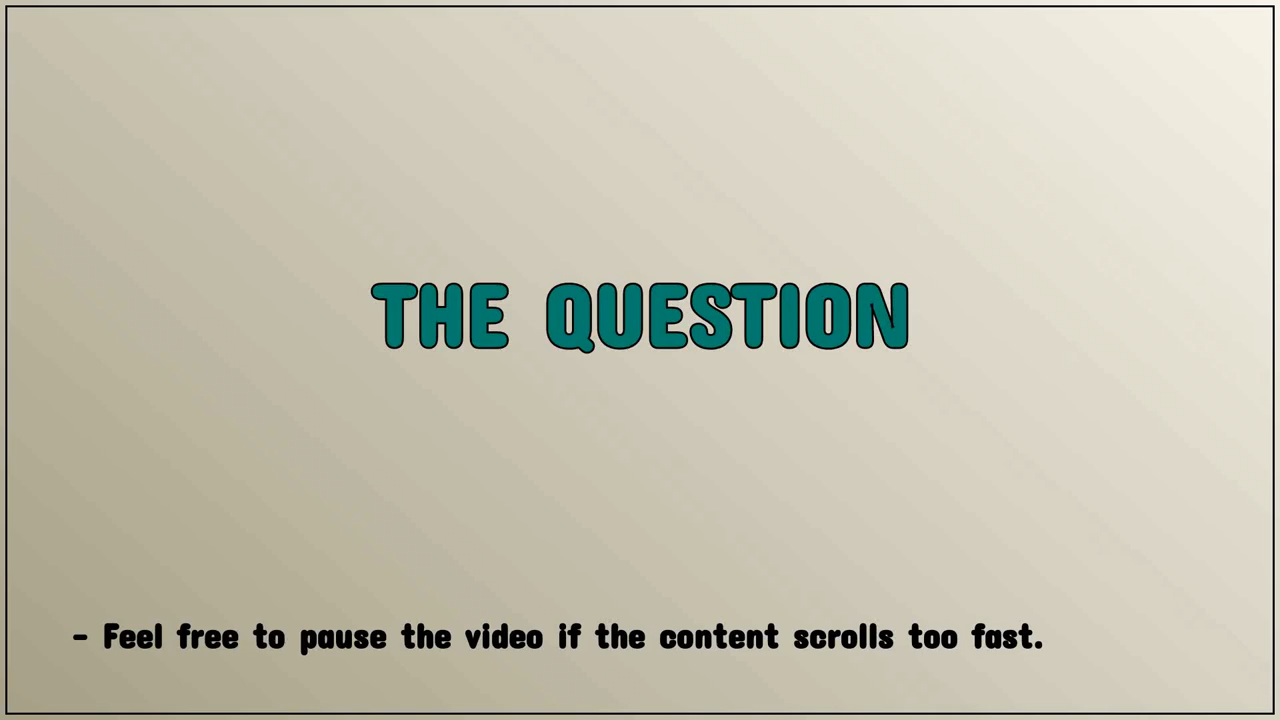 THE QUESTION
- Feel free to pause the video if the content scrolls too fast.